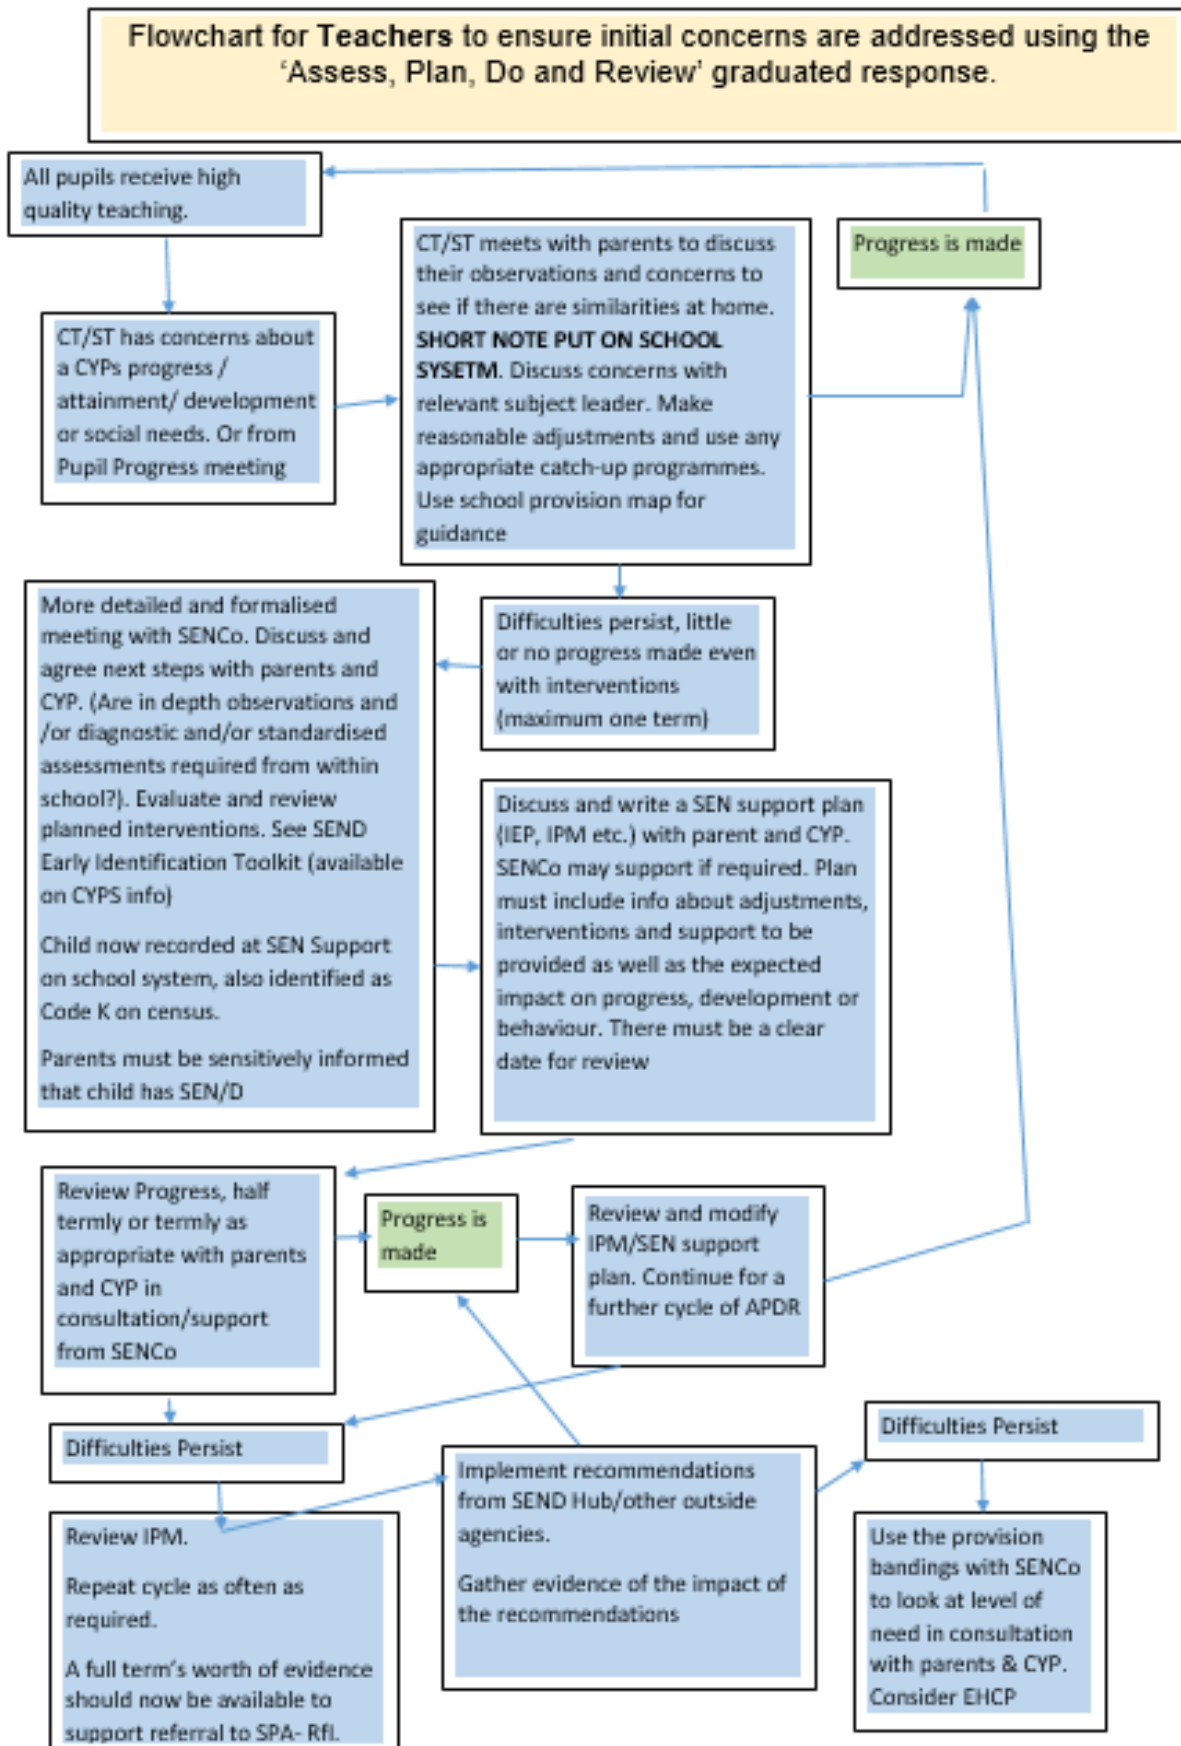 Flowchart for Teachers to ensure initial concerns are addressed using the
‘Assess, Plan, Do and Review’ graduated response.
All pupils receive high
quality teaching.
CT/ST has concerns about
a CYPs progress /
attainment/ development
or social needs. Or from
Pupil Progress meeting
CT/ST meets with parents to discuss
their observations and concerns to
see if there are similarities at home.
SHORT NOTE PUT ON SCHOOL
SYSETM. Discuss concerns with
relevant subject leader. Make
reasonable adjustments and use any
appropriate catch-up programmes.
Use school provision map for
guidance
Progress is made
Difficulties persist, little
or no progress made even
with interventions
(maximum one term)
More detailed and formalised
meeting with SENCo. Discuss and
agree next steps with parents and
CYP. (Are in depth observations and
/or diagnostic and/or standardised
assessments required from within
school?). Evaluate and review
planned interventions. See SEND
Early Identification Toolkit (available
on CYPS info)
Child now recorded at SEN Support
on school system, also identified as
Code K on census.
Parents must be sensitively informed
that child has SEN/D
Discuss and write a SEN support plan
(IEP, IPM etc.) with parent and CYP.
SENCo may support if required. Plan
must include info about adjustments,
interventions and support to be
provided as well as the expected
impact on progress, development or
behaviour. There must be a clear
date for review
Review Progress, half
termly or termly as
appropriate with parents
and CYP in
consultation/support
from SENCo
Progress is
made
Review and modify
IPM/SEN support
plan. Continue for a
further cycle of APDR
Difficulties Persist
Review IPM.
Repeat cycle as often as
required.
A full term’s worth of evidence
should now be available to
support referral to SPA- RfI.
Implement recommendations
from SEND Hub/other outside
agencies.
Gather evidence of the impact of
the recommendations
Difficulties Persist
Use the provision
bandings with SENCo
to look at level of
need in consultation
with parents & CYP.
Consider EHCP